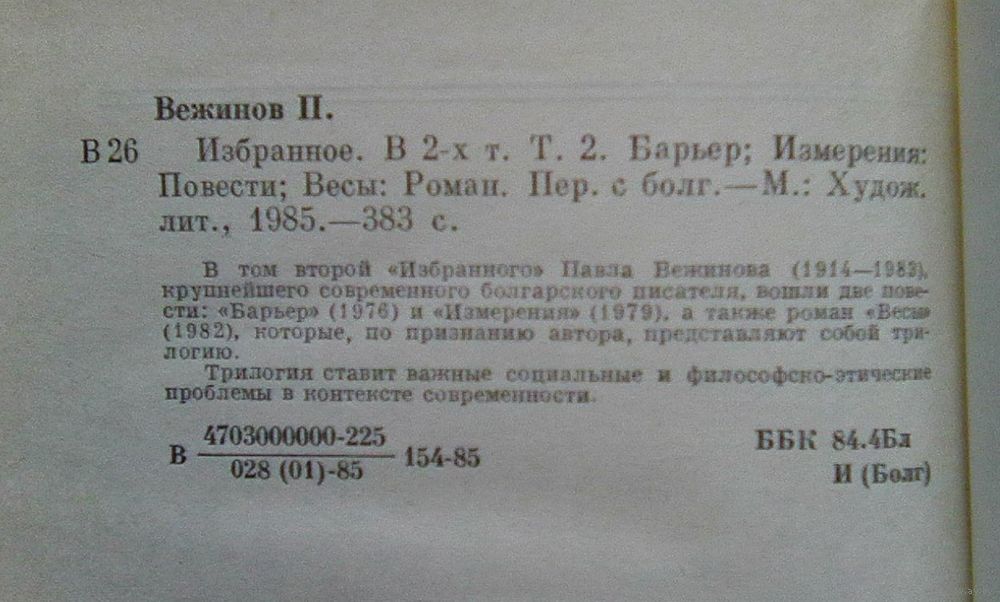 Вежинов П.
В 26 Избранное. В 2-х т. Т. 2. Барьер; Измерения:
Повести; Весы: Роман. Пер. с болг.—М.: Худож.
лит., 1985.—383 с.
В том второй «Избранного» Павла Вежинова (1914—1983),
крупнейшего современного болгарского писателя, вошли две пове-
сти: «Барьер» (1976) и «Измерения» (1979), а также роман «Весы»
(1982), которые, по признанию автора, представляют собой три-
логию.
Трилогия ставит важные социальные и философско-этические
проблемы в контексте современности.
В 4703000000-225
028 (01)-85 154-85
ББК 84.4Бл
И (Болг)